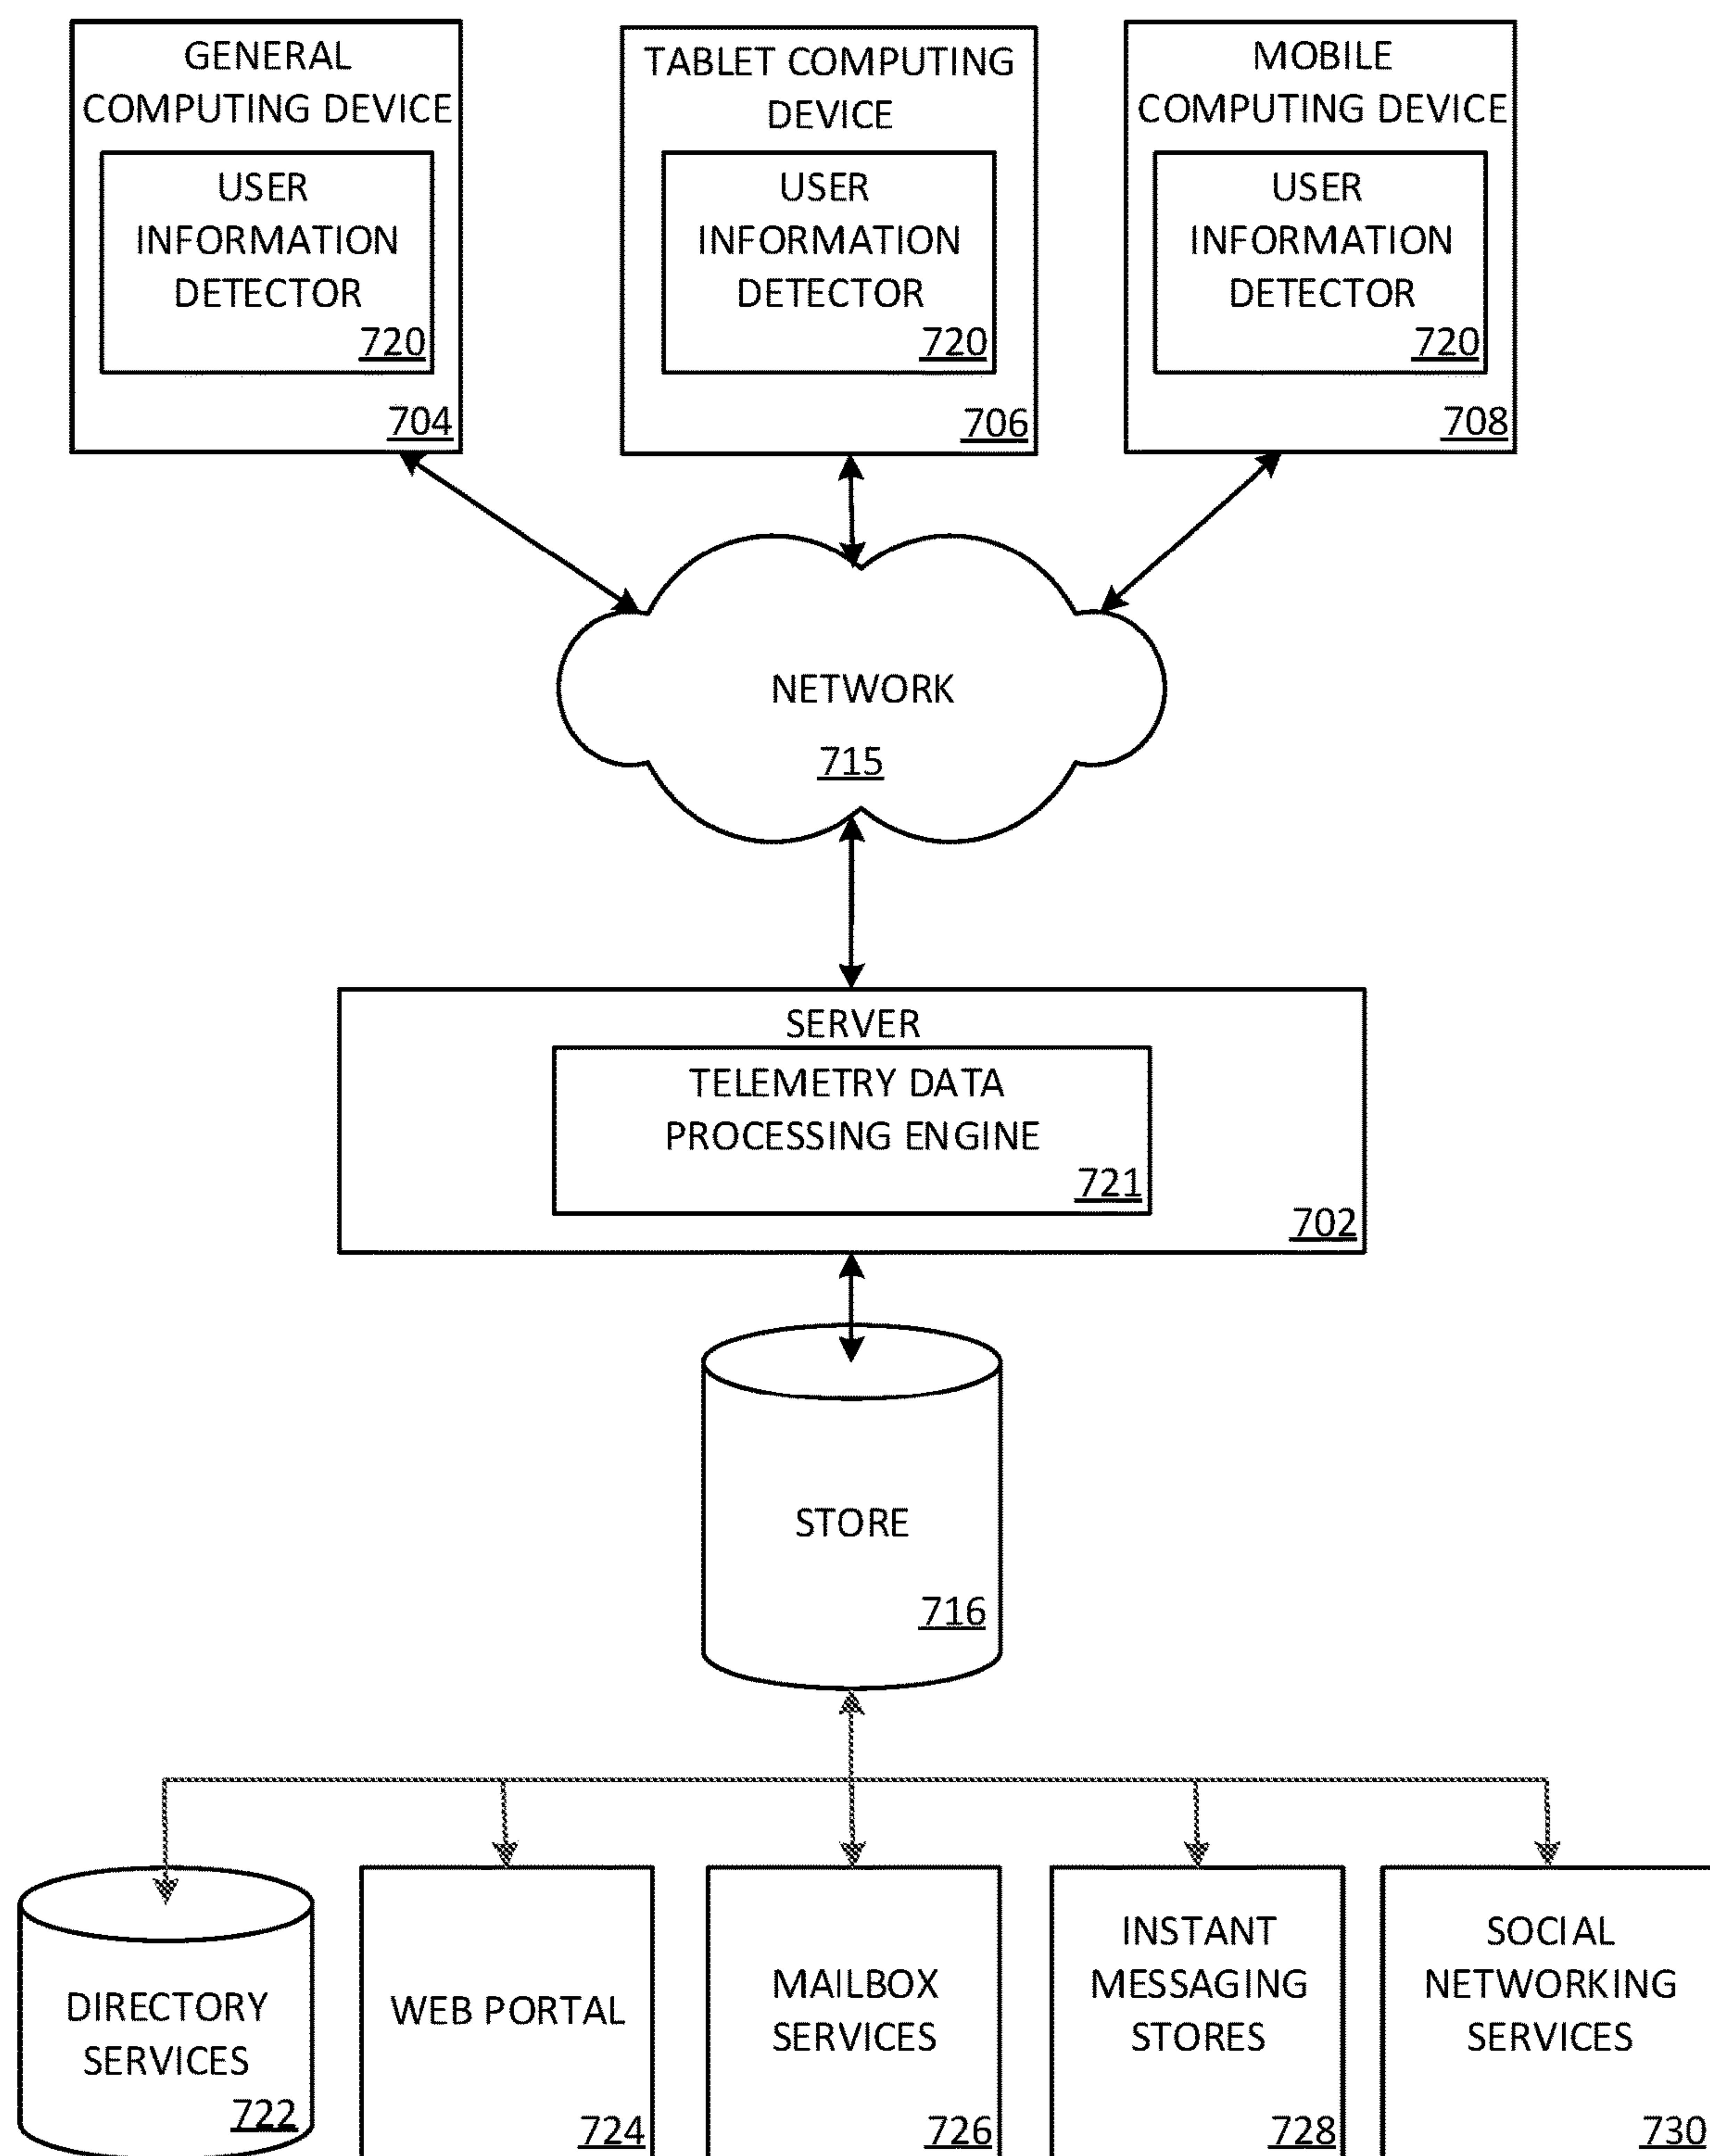 GENERAL
COMPUTING DEVICE
USER
INFORMATION
DETECTOR
720
704
TABLET COMPUTING
DEVICE
USER
INFORMATION
DETECTOR
720
706
MOBILE
COMPUTING DEVICE
USER
INFORMATION
DETECTOR
720
708
NETWORK
715
SERVER
TELEMETRY DATA
PROCESSING ENGINE
721
702
STORE
716
DIRECTORY
SERVICES
722
WEB PORTAL
724
MAILBOX
SERVICES
726
INSTANT
MESSAGING
STORES
728
SOCIAL
NETWORKING
SERVICES
730